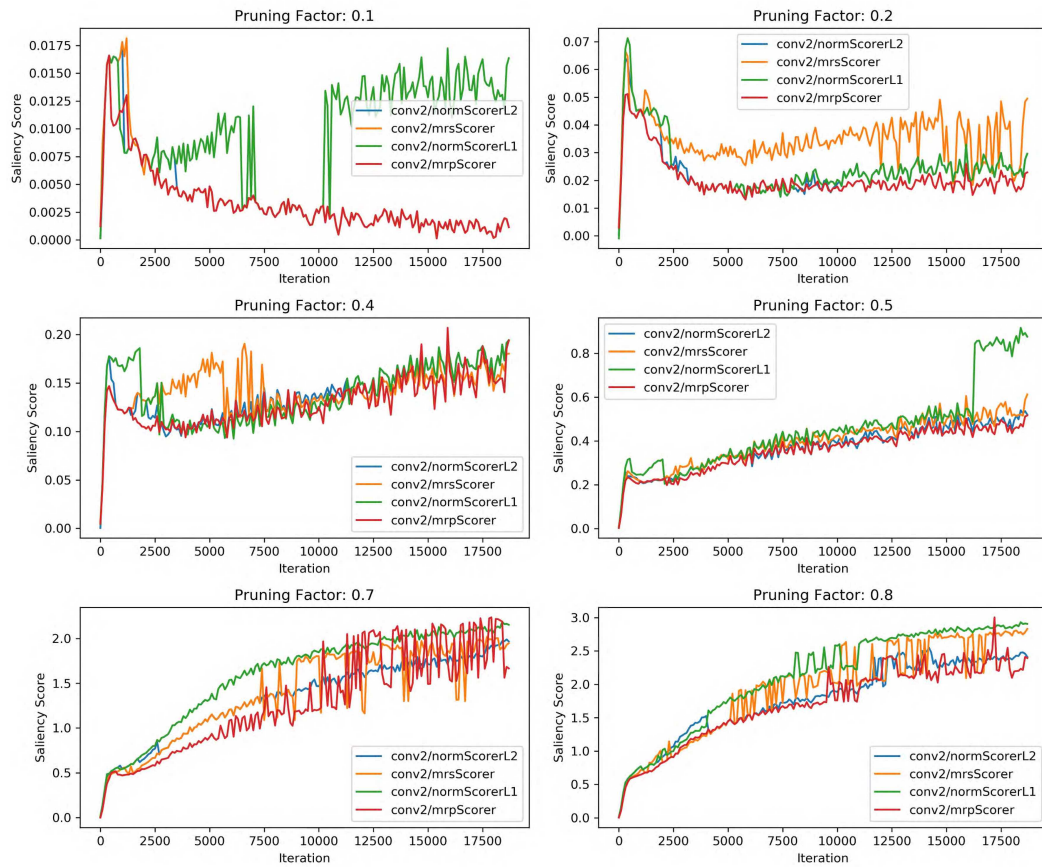 Pruning Factor: 0.1
0.0175
0.0150
0.0125
0.0100
0.0075
0.0050
0.0025
0.0000
Saliency Score
conv2/normScorerL2
conv2/mrsScorer
conv2/normScorerL1
conv2/mrpScorer
0 2500 5000 7500 10000 12500 15000 17500
Iteration
Pruning Factor: 0.2
0.07
0.06
0.05
0.04
0.03
0.02
0.01
0.00
Saliency Score
conv2/normScorerL2
conv2/mrsScorer
conv2/normScorerL1
conv2/mrpScorer
0 2500 5000 7500 10000 12500 15000 17500
Iteration
Pruning Factor: 0.4
0.20
0.15
0.10
0.05
0.00
Saliency Score
conv2/normScorerL2
conv2/mrsScorer
conv2/normScorerL1
conv2/mrpScorer
0 2500 5000 7500 10000 12500 15000 17500
Iteration
Pruning Factor: 0.5
0.8
0.6
0.4
0.2
0.0
Saliency Score
conv2/normScorerL2
conv2/mrsScorer
conv2/normScorerL1
conv2/mrpScorer
0 2500 5000 7500 10000 12500 15000 17500
Iteration
Pruning Factor: 0.7
2.0
1.5
1.0
0.5
0.0
Saliency Score
conv2/normScorerL2
conv2/mrsScorer
conv2/normScorerL1
conv2/mrpScorer
0 2500 5000 7500 10000 12500 15000 17500
Iteration
Pruning Factor: 0.8
3.0
2.5
2.0
1.5
1.0
0.5
0.0
Saliency Score
conv2/normScorerL2
conv2/mrsScorer
conv2/normScorerL1
conv2/mrpScorer
0 2500 5000 7500 10000 12500 15000 17500
Iteration